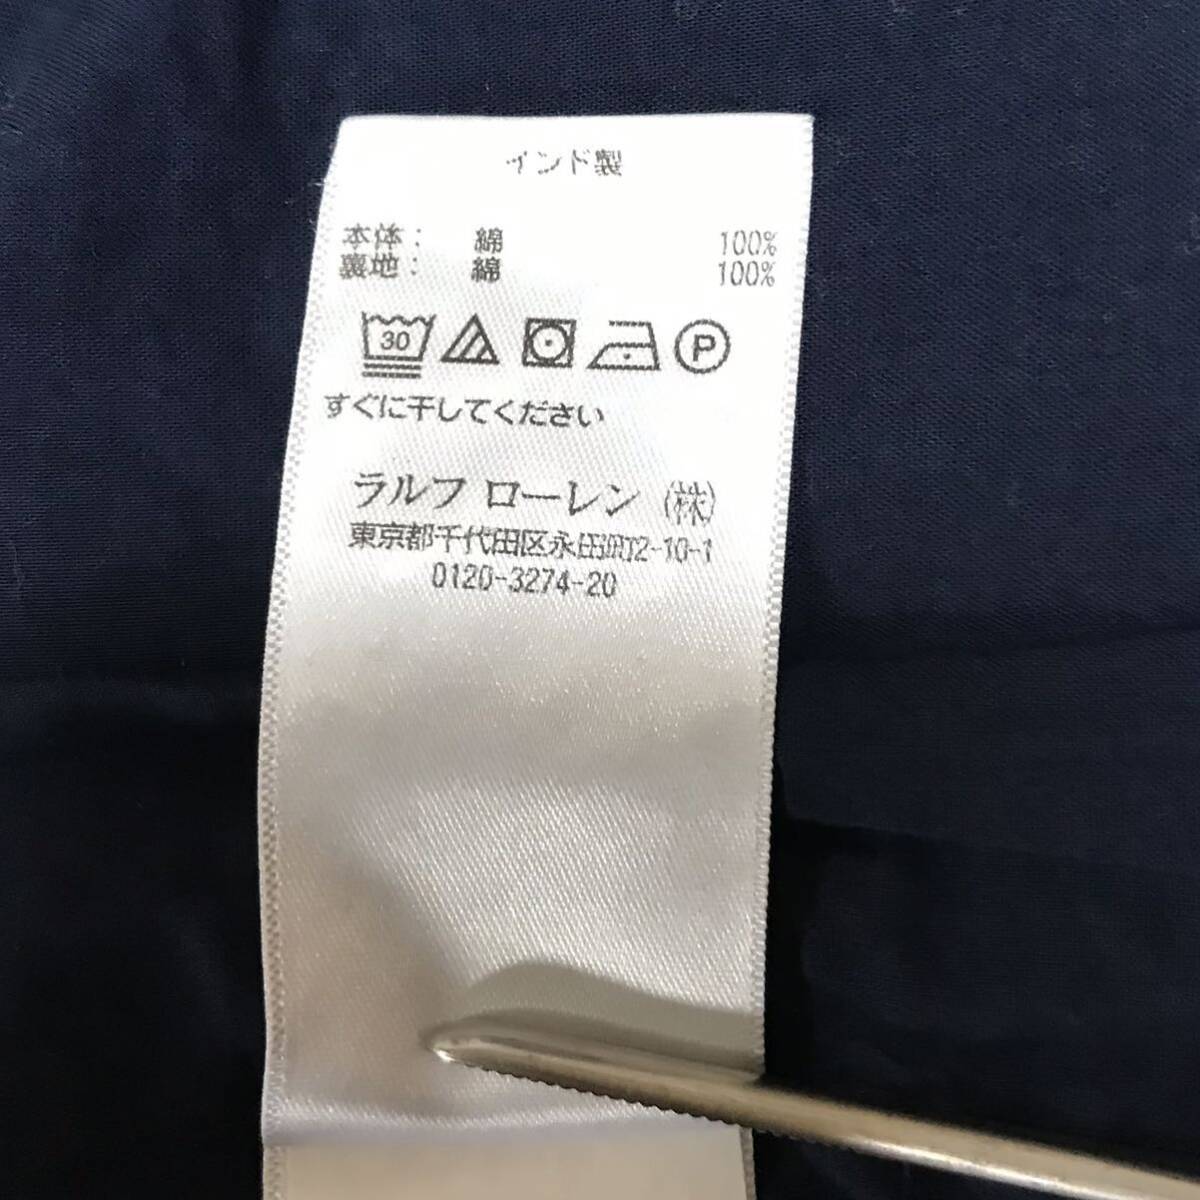 インド製
本体: 綿 100%
裏地: 綿 100%
30 P
すぐに干してください
ラルフ ローレン (株)
東京都千代田区永田町2-10-1
0120-3274-20